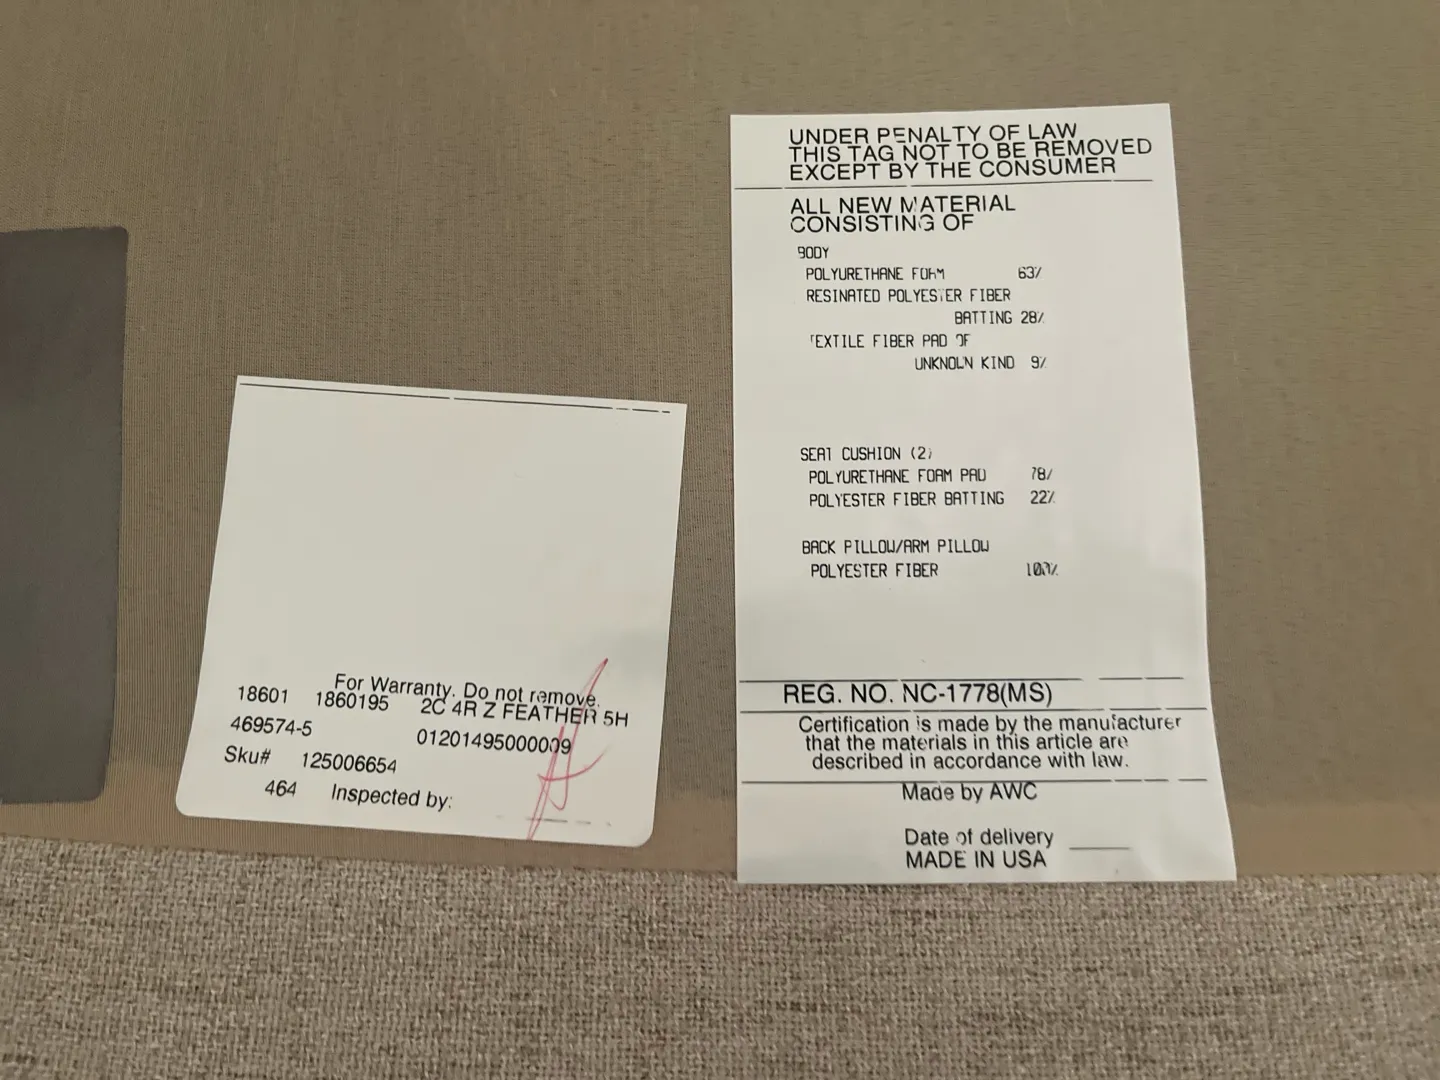 For Warranty. Do not remove.
18601 1860195 2C 4R Z FEATHER 5H
469574-5 01201495000009
Sku# 125006654
464 Inspected by:
UNDER PENALTY OF LAW
THIS TAG NOT TO BE REMOVED
EXCEPT BY THE CONSUMER
ALL NEW MATERIAL
CONSISTING OF
BODY
POLYURETHANE FOAM 63%
RESINATED POLYESTER FIBER
BATTING 28%
TEXTILE FIBER PAD OF
UNKNOWN KIND 9%
SEAT CUSHION (2)
POLYURETHANE FOAM PAD 78%
POLYESTER FIBER BATTING 22%
BACK PILLOW/ARM PILLOW
POLYESTER FIBER 100%
REG. NO. NC-1778(MS)
Certification is made by the manufacturer
that the materials in this article are
described in accordance with law.
Made by AWC
Date of delivery
MADE IN USA